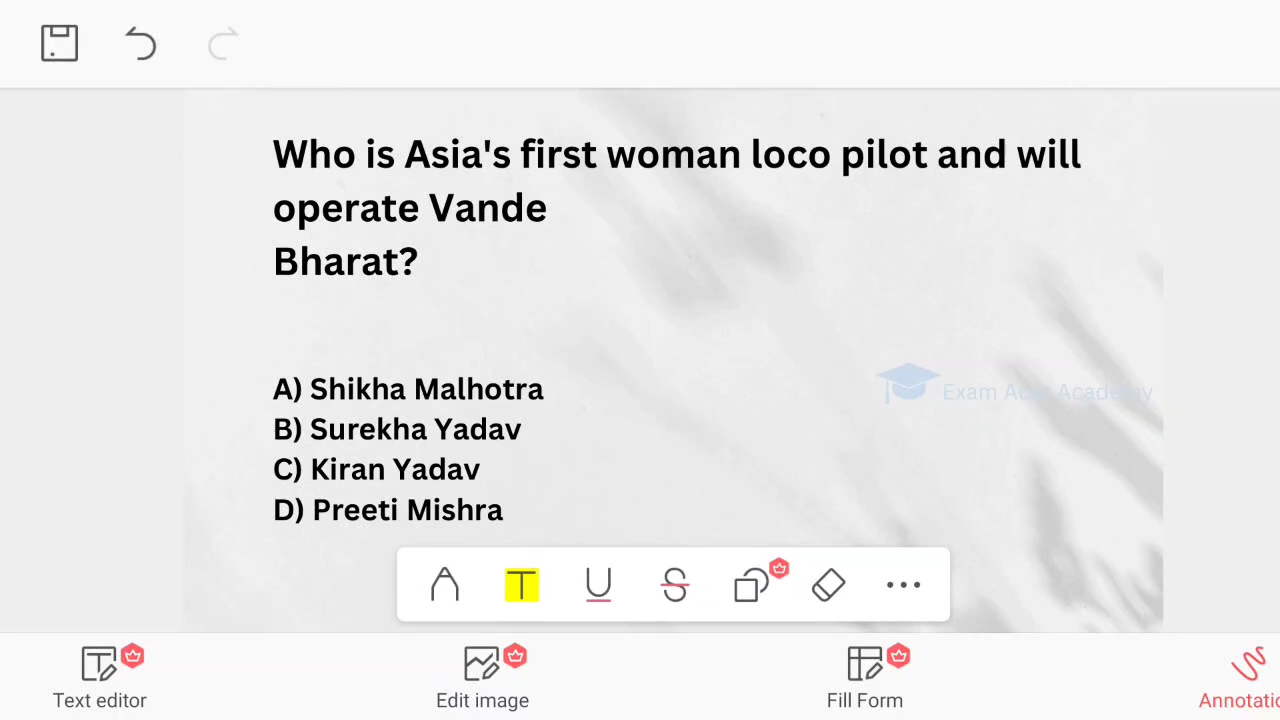 Who is Asia's first woman loco pilot and will
operate Vande
Bharat?
A) Shikha Malhotra
B) Surekha Yadav
C) Kiran Yadav
D) Preeti Mishra
Exam Academy
T U S
Text editor
Edit image
Fill Form
Annotatio